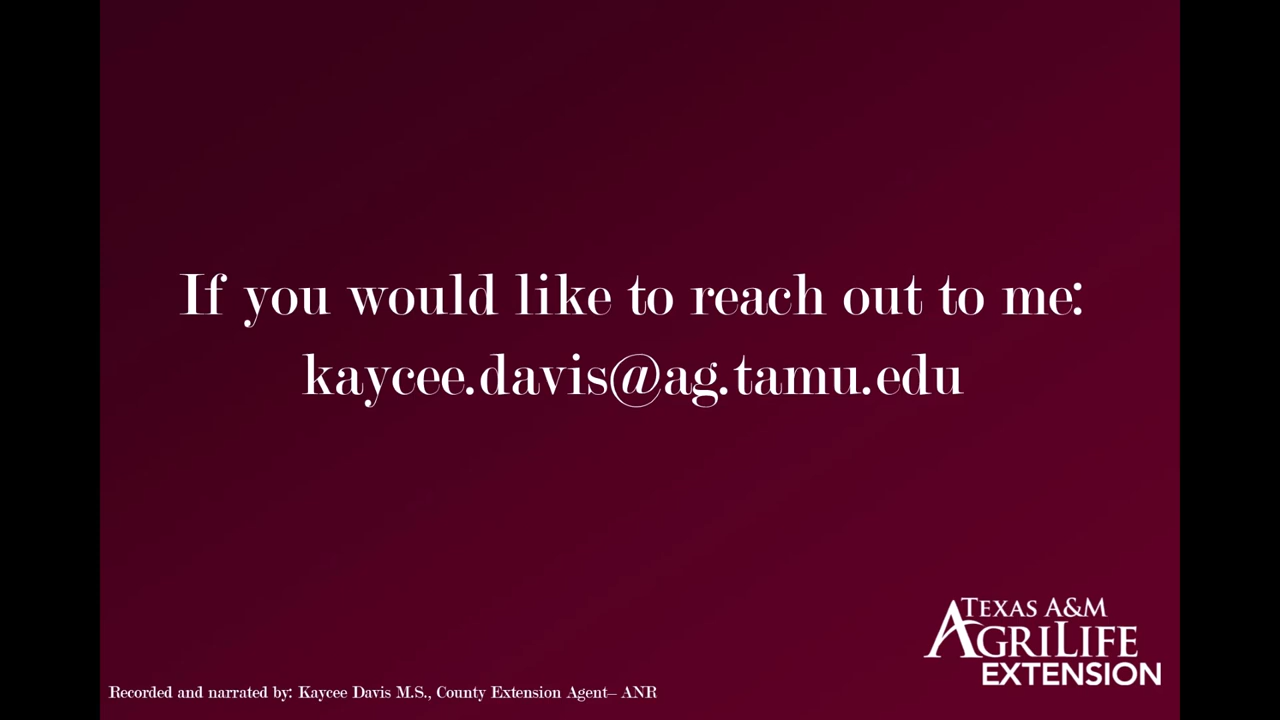 If you would like to reach out to me:
kaycee.davis@ag.tamu.edu
TEXAS A&M
AGRILIFE
EXTENSION
Recorded and narrated by: Kaycee Davis M.S., County Extension Agent– ANR